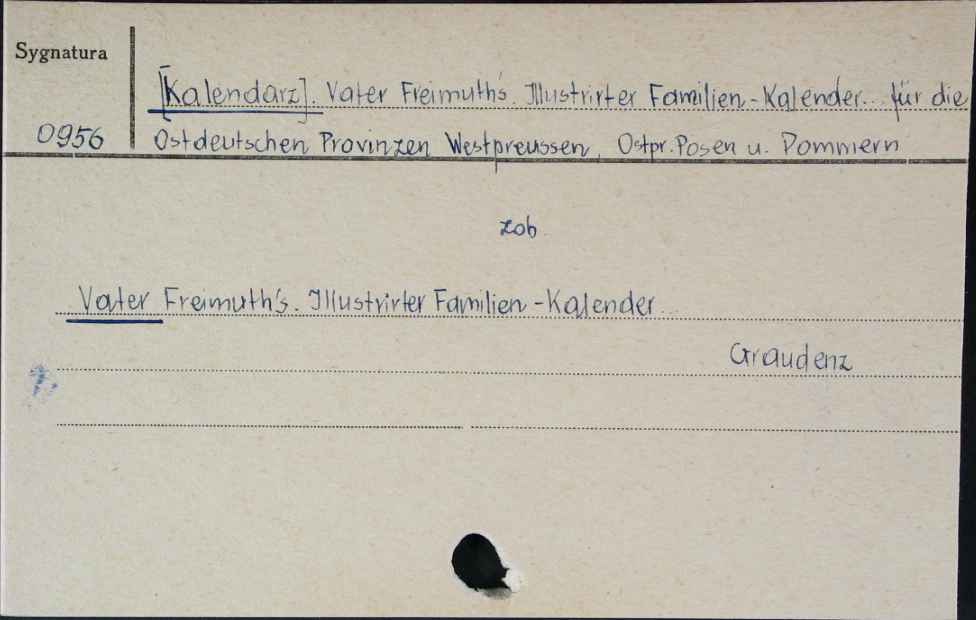 Sygnatura
[Kalendarz]. Vater Freimuth's. Illustrirter Familien-Kalender... für die
0956
Ostdeutschen Provinzen Westpreussen, Ostpr. Posen u. Pommern
zob
Vater Freimuth's. Illustrirter Familien-Kalender...
Graudenz